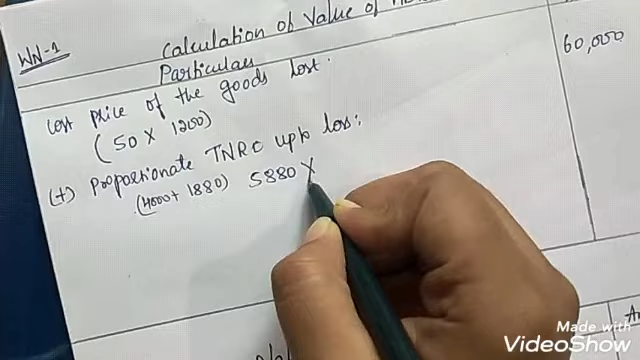 WN-1
Calculation of Value of
Particulars
Cost price of the goods lost.
60,000
(50 X 1200)
(+) Proportionate TNRC upto loss:
(4000+ 1880) 5880 X
Made with
VideoShow